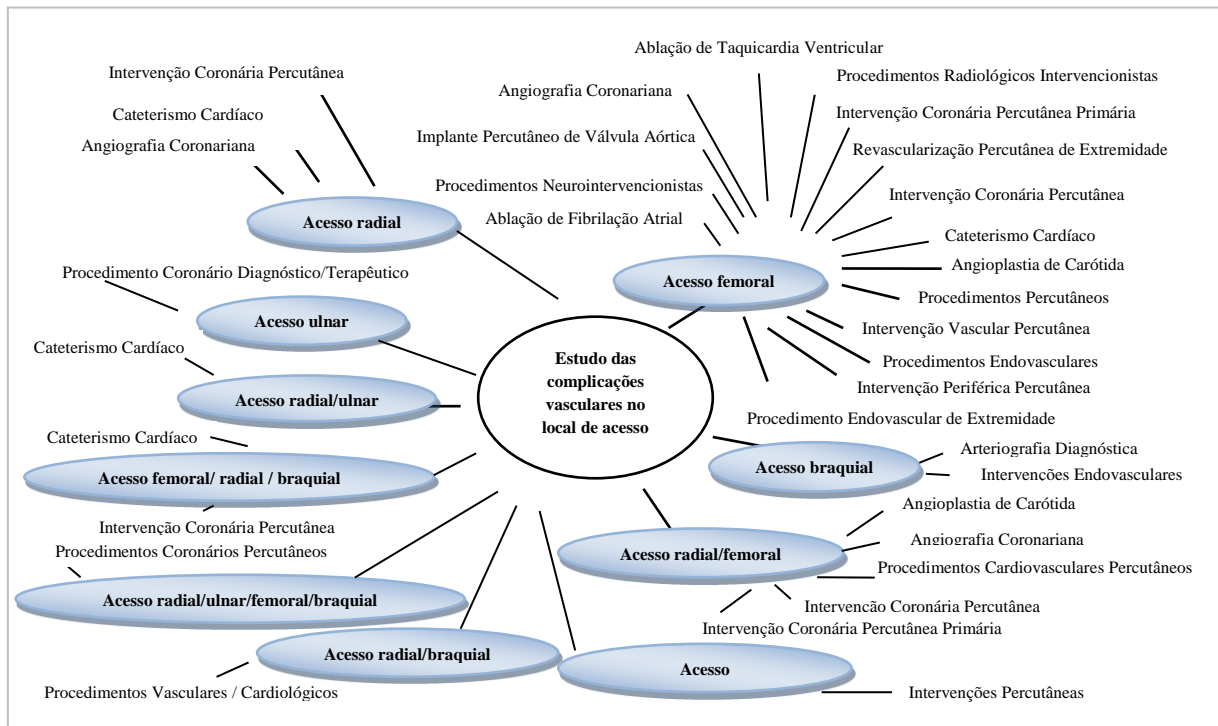 Ablação de Taquicardia Ventricular
Intervenção Coronária Percutânea
Procedimentos Radiológicos Intervencionistas
Angiografia Coronariana
Cateterismo Cardíaco
Intervenção Coronária Percutânea Primária
Implante Percutâneo de Válvula Aórtica
Angiografia Coronariana
Revascularização Percutânea de Extremidade
Procedimentos Neurointervencionistas
Intervenção Coronária Percutânea
Acesso radial
Ablação de Fibrilação Atrial
Cateterismo Cardíaco
Angioplastia de Carótida
Procedimento Coronário Diagnóstico/Terapêutico
Acesso femoral
Procedimentos Percutâneos
Acesso ulnar
Intervenção Vascular Percutânea
Cateterismo Cardíaco
Procedimentos Endovasculares
Intervenção Periférica Percutânea
Estudo das
complicações
vasculares no
local de acesso
Acesso radial/ulnar
Procedimento Endovascular de Extremidade
Cateterismo Cardíaco
Arteriografia Diagnóstica
Acesso braquial
Intervenções Endovasculares
Acesso femoral/ radial / braquial
Angioplastia de Carótida
Intervenção Coronária Percutânea
Angiografia Coronariana
Procedimentos Coronários Percutâneos
Acesso radial/femoral
Procedimentos Cardiovasculares Percutâneos
Acesso radial/ulnar/femoral/braquial
Intervenção Coronária Percutânea
Intervenção Coronária Percutânea Primária
Acesso radial/braquial
Acesso
Procedimentos Vasculares / Cardiológicos
Intervenções Percutâneas